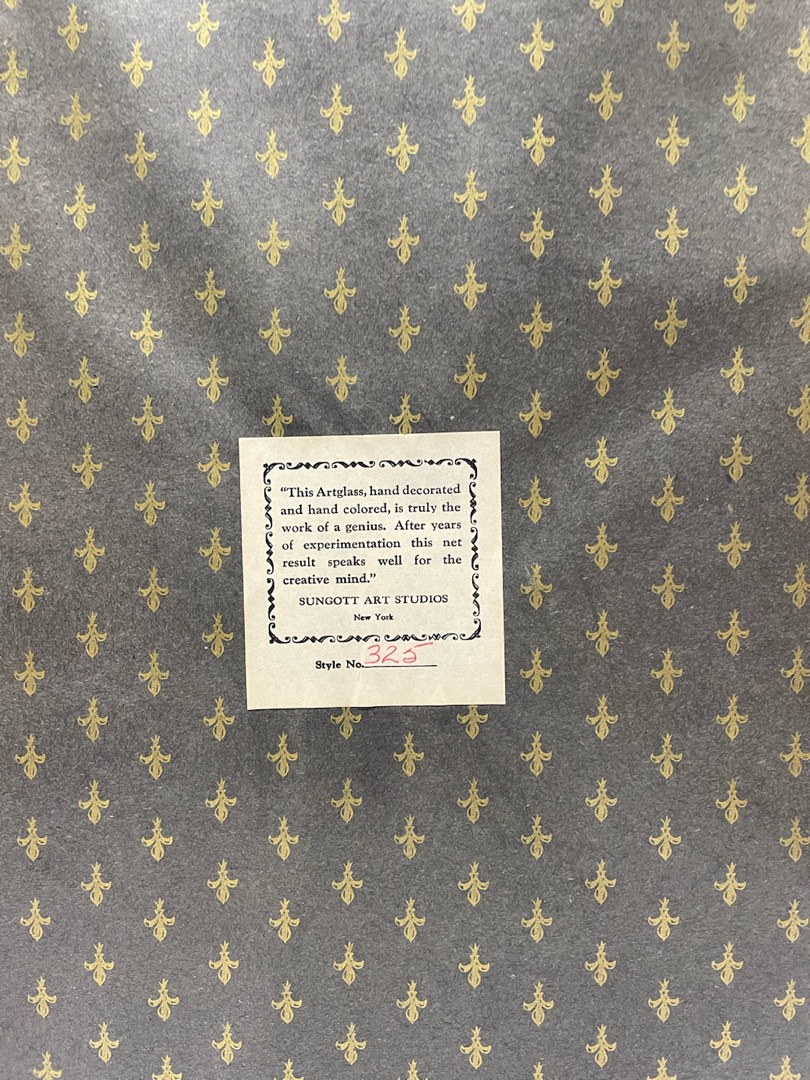 “This Artglass, hand decorated
and hand colored, is truly the
work of a genius. After years
of experimentation this net
result speaks well for the
creative mind.”
SUNGOTT ART STUDIOS
New York
Style No. 325